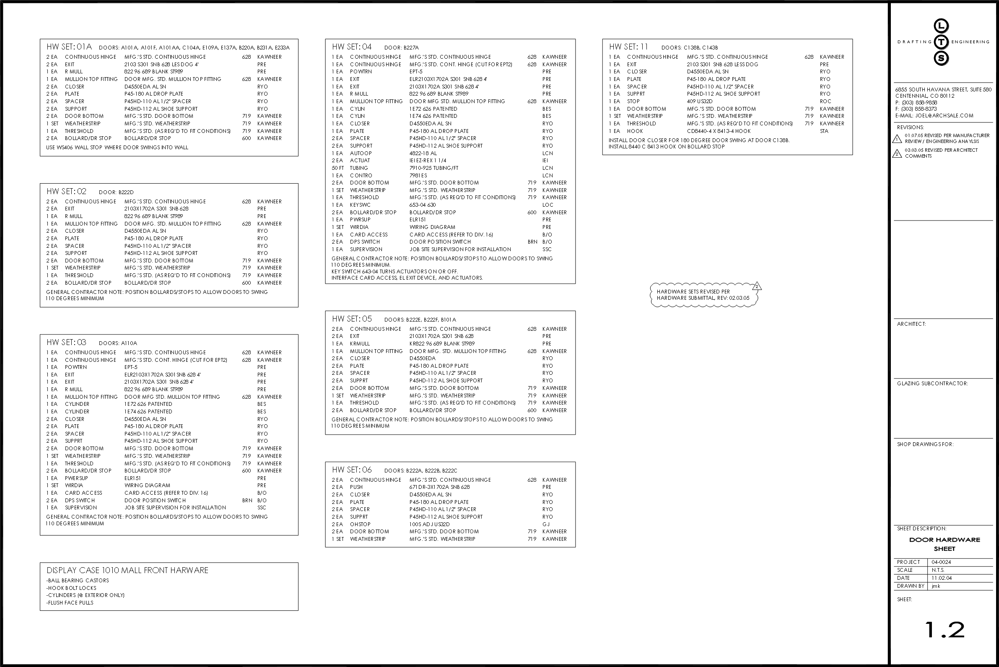 HW SET: 01A DOORS: A101A, A101F, A101AA, C104A, E109A, E137A, B220A, B231A, E233A
2 EA CONTINUOUS HINGE MFG.'S STD. CONTINUOUS HINGE 628 KAWNEER
2 EA EXIT 2103 S301 SNB 628 LES DOG 4' PRE
1 EA R MULL 822 96 689 BLANK ST989 PRE
1 EA MULLION TOP FITTING DOOR MFG. STD. MULLION TOP FITTING 628 KAWNEER
2 EA CLOSER D4550EDA AL SN RYO
2 EA PLATE P45-180 AL DROP PLATE RYO
2 EA SPACER P45HD-110 AL 1/2" SPACER RYO
2 EA SUPPORT P45HD-112 AL SHOE SUPPORT RYO
2 EA DOOR BOTTOM MFG.'S STD. DOOR BOTTOM 719 KAWNEER
1 SET WEATHERSTRIP MFG.'S STD. WEATHERSTRIP 719 KAWNEER
1 EA THRESHOLD MFG.'S STD. (AS REQ'D TO FIT CONDITIONS) 719 KAWNEER
2 EA BOLLARD/DR STOP BOLLARD/DR STOP 600 KAWNEER
USE WS406 WALL STOP WHERE DOOR SWINGS INTO WALL
HW SET: 02 DOOR: B222D
2 EA CONTINUOUS HINGE MFG.'S STD. CONTINUOUS HINGE 628 KAWNEER
2 EA EXIT 2103X1702A S301 SNB 628 PRE
1 EA R MULL 822 96 689 BLANK ST989 PRE
1 EA MULLION TOP FITTING DOOR MFG. STD. MULLION TOP FITTING 628 KAWNEER
2 EA CLOSER D4550EDA AL SN RYO
2 EA PLATE P45-180 AL DROP PLATE RYO
2 EA SPACER P45HD-110 AL 1/2" SPACER RYO
2 EA SUPPORT P45HD-112 AL SHOE SUPPORT RYO
2 EA DOOR BOTTOM MFG.'S STD. DOOR BOTTOM 719 KAWNEER
1 SET WEATHERSTRIP MFG.'S STD. WEATHERSTRIP 719 KAWNEER
1 EA THRESHOLD MFG.'S STD. (AS REQ'D TO FIT CONDITIONS) 719 KAWNEER
2 EA BOLLARD/DR STOP BOLLARD/DR STOP 600 KAWNEER
GENERAL CONTRACTOR NOTE: POSITION BOLLARDS/STOPS TO ALLOW DOORS TO SWING
110 DEGREES MINIMUM
HW SET: 03 DOORS: A110A
1 EA CONTINUOUS HINGE MFG.'S STD. CONTINUOUS HINGE 628 KAWNEER
1 EA CONTINUOUS HINGE MFG.'S STD. CONT. HINGE (CUT FOR EPT2) 628 KAWNEER
1 EA POWTRN EPT-5 PRE
1 EA EXIT ELR2103X1702A S301 SNB 628 4' PRE
1 EA EXIT 2103X1702A S301 SNB 628 4' PRE
1 EA R MULL 822 96 689 BLANK ST989 PRE
1 EA MULLION TOP FITTING DOOR MFG STD. MULLION TOP FITTING 628 KAWNEER
1 EA CYLINDER 1E72 626 PATENTED BES
1 EA CYLINDER 1E74 626 PATENTED BES
2 EA CLOSER D4550EDA AL SN RYO
2 EA PLATE P45-180 AL DROP PLATE RYO
2 EA SPACER P45HD-110 AL 1/2" SPACER RYO
2 EA SUPPRT P45HD-112 AL SHOE SUPPORT RYO
2 EA DOOR BOTTOM MFG.'S STD. DOOR BOTTOM 719 KAWNEER
1 SET WEATHERSTRIP MFG.'S STD. WEATHERSTRIP 719 KAWNEER
1 EA THRESHOLD MFG.'S STD. (AS REQ'D TO FIT CONDITIONS) 719 KAWNEER
2 EA BOLLARD/DR STOP BOLLARD/DR STOP 600 KAWNEER
1 EA PWERSUP ELR151 PRE
1 SET WIRDIA WIRING DIAGRAM PRE
1 EA CARD ACCESS CARD ACCESS (REFER TO DIV. 16) B/O
2 EA DPS SWITCH DOOR POSITION SWITCH BRN B/O
1 EA SUPERVISION JOB SITE SUPERVISION FOR INSTALLATION SSC
GENERAL CONTRACTOR NOTE: POSITION BOLLARDS/STOPS TO ALLOW DOORS TO SWING
110 DEGREES MINIMUM
DISPLAY CASE 1010 MALL FRONT HARWARE
-BALL BEARING CASTORS
-HOOK BOLT LOCKS
-CYLINDERS (@ EXTERIOR ONLY)
-FLUSH FACE PULLS
HW SET: 04 DOOR: B227A
1 EA CONTINUOUS HINGE MFG.'S STD. CONTINUOUS HINGE 628 KAWNEER
1 EA CONTINUOUS HINGE MFG.'S STD. CONT. HINGE (CUT FOR EPT2) 628 KAWNEER
1 EA POWTRN EPT-5 PRE
1 EA EXIT ELR2103X1702A S301 SNB 628 4' PRE
1 EA EXIT 2103X1702A S301 SNB 628 4' PRE
1 EA R MULL 822 96 689 BLANK ST989 PRE
1 EA MULLION TOP FITTING DOOR MFG STD. MULLION TOP FITTING 628 KAWNEER
1 EA CYLIN 1E72 626 PATENTED BES
1 EA CYLIN 1E74 626 PATENTED BES
1 EA CLOSER D4550EDA AL SN RYO
1 EA PLATE P45-180 AL DROP PLATE RYO
2 EA SPACER P45HD-110 AL 1/2" SPACER RYO
2 EA SUPPORT P45HD-112 AL SHOE SUPPORT RYO
1 EA AUTOOP 4822-18 AL LCN
2 EA ACTUAT IEI EZ-REX 1 1/4 IEI
50 FT TUBING 7910-925 TUBING/FT LCN
1 EA CONTRO 7981ES LCN
2 EA DOOR BOTTOM MFG.'S STD. DOOR BOTTOM 719 KAWNEER
1 SET WEATHERSTRIP MFG.'S STD. WEATHERSTRIP 719 KAWNEER
1 EA THRESHOLD MFG.'S STD. (AS REQ'D TO FIT CONDITIONS) 719 KAWNEER
1 EA KEYSWC 653-04 630 LOC
2 EA BOLLARD/DR STOP BOLLARD/DR STOP 600 KAWNEER
1 EA PWRSUP ELR151 PRE
1 SET WIRDIA WIRING DIAGRAM PRE
1 EA CARD ACCESS CARD ACCESS (REFER TO DIV. 16) B/O
2 EA DPS SWITCH DOOR POSITION SWITCH BRN B/O
1 EA SUPERVISION JOB SITE SUPERVISION FOR INSTALLATION SSC
GENERAL CONTRACTOR NOTE: POSITION BOLLARDS/STOPS TO ALLOW DOORS TO SWING
110 DEGREES MINIMUM.
KEY SWITCH 643-04 TURNS ACTUATORS ON OR OFF.
INTERFACE CARD ACCESS, EL EXIT DEVICE, AND ACTUATORS.
HW SET: 05 DOORS: B222E, B222F, B101A
2 EA CONTINUOUS HINGE MFG.'S STD. CONTINUOUS HINGE 628 KAWNEER
2 EA EXIT 2103X1702A S301 SNB 628 PRE
1 EA KRMULL KR822 96 689 BLANK ST989 PRE
1 EA MULLION TOP FITTING DOOR MFG. STD. MULLION TOP FITTING 628 KAWNEER
2 EA CLOSER D4550EDA RYO
2 EA PLATE P45-180 AL DROP PLATE RYO
2 EA SPACER P45HD-110 AL 1/2" SPACER RYO
2 EA SUPPRT P45HD-112 AL SHOE SUPPORT RYO
2 EA DOOR BOTTOM MFG.'S STD. DOOR BOTTOM 719 KAWNEER
1 SET WEATHERSTRIP MFG.'S STD. WEATHERSTRIP 719 KAWNEER
1 EA THRESHOLD MFG.'S STD. (AS REQ'D TO FIT CONDITIONS) 719 KAWNEER
2 EA BOLLARD/DR STOP BOLLARD/DR STOP 600 KAWNEER
GENERAL CONTRACTOR NOTE: POSITION BOLLARDS/STOPS TO ALLOW DOORS TO SWING
110 DEGREES MINIMUM
HW SET: 06 DOORS: B222A, B222B, B222C
2 EA CONTINUOUS HINGE MFG.'S STD. CONTINUOUS HINGE 628 KAWNEER
2 EA PUSH 671DR-3X1702A SNB 628 PRE
2 EA CLOSER D4550EDA AL SN RYO
2 EA PLATE P45-180 AL DROP PLATE RYO
2 EA SPACER P45HD-110 AL 1/2" SPACER RYO
2 EA SUPPRT P45HD-112 AL SHOE SUPPORT RYO
2 EA OHSTOP 100S ADJ US32D GJ
2 EA DOOR BOTTOM MFG.'S STD. DOOR BOTTOM 719 KAWNEER
1 SET WEATHERSTRIP MFG.'S STD. WEATHERSTRIP 719 KAWNEER
HW SET: 11 DOORS: C138B, C143B
1 EA CONTINUOUS HINGE MFG.'S STD. CONTINUOUS HINGE 628 KAWNEER
1 EA EXIT 2103 S301 SNB 628 LESS DOG PRE
1 EA CLOSER D4550EDA AL SN RYO
1 EA PLATE P45-180 AL DROP PLATE RYO
1 EA SPACER P45HD-110 AL 1/2" SPACER RYO
1 EA SUPPRT P45HD-112 AL SHOE SUPPORT RYO
1 EA STOP 409 US32D ROC
1 EA DOOR BOTTOM MFG.'S STD. DOOR BOTTOM 719 KAWNEER
1 SET WEATHERSTRIP MFG.'S STD. WEATHERSTRIP 719 KAWNEER
1 EA THRESHOLD MFG.'S STD. (AS REQ'D TO FIT CONDITIONS) 719 KAWNEER
1 EA HOOK CD8440-4 X 8413-4 HOOK STA
INSTALL DOOR CLOSER FOR 180 DEGREE DOOR SWING AT DOOR C138B.
INSTALL 8440 C 8413 HOOK ON BOLLARD STOP
2
HARDWARE SETS REVISED PER
HARDWARE SUBMITTAL, REV: 02.03.05
L
DRAFTING T ENGINEERING
S
6855 SOUTH HAVANA STREET, SUITE 580
CENTENNIAL, CO 80112
P: (303) 858-9858
F: (303) 858-8373
E-MAIL: JOEL@ARCHSALE.COM
REVISIONS:
1 01.07.05 REVISED PER MANUFACTURER
REVIEW / ENGINEERING ANAYLSIS
2 03.03.05 REVISED PER ARCHITECT
COMMENTS
ARCHITECT:
GLAZING SUBCONTRACTOR:
SHOP DRAWINGS FOR:
SHEET DESCRIPTION:
DOOR HARDWARE
SHEET
PROJECT 04-0024
SCALE N.T.S.
DATE 11.02.04
DRAWN BY jmk
SHEET:
1.2